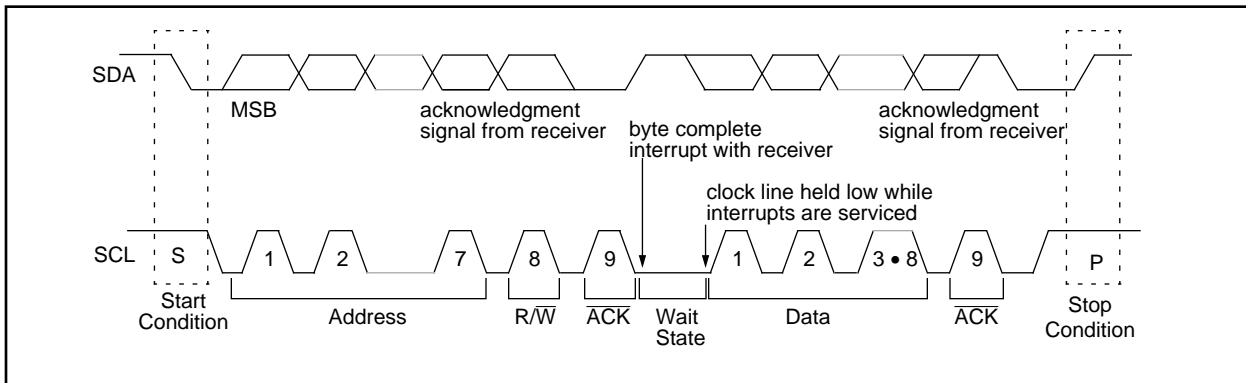 SDA
MSB
acknowledgment
signal from receiver
byte complete
interrupt with receiver
acknowledgment
signal from receiver
clock line held low while
interrupts are serviced
SCL
S
1
2
7
8
9
1
2
3 • 8
9
P
Start
Condition
Address
R/W̅
A̅C̅K̅
Wait
State
Data
A̅C̅K̅
Stop
Condition